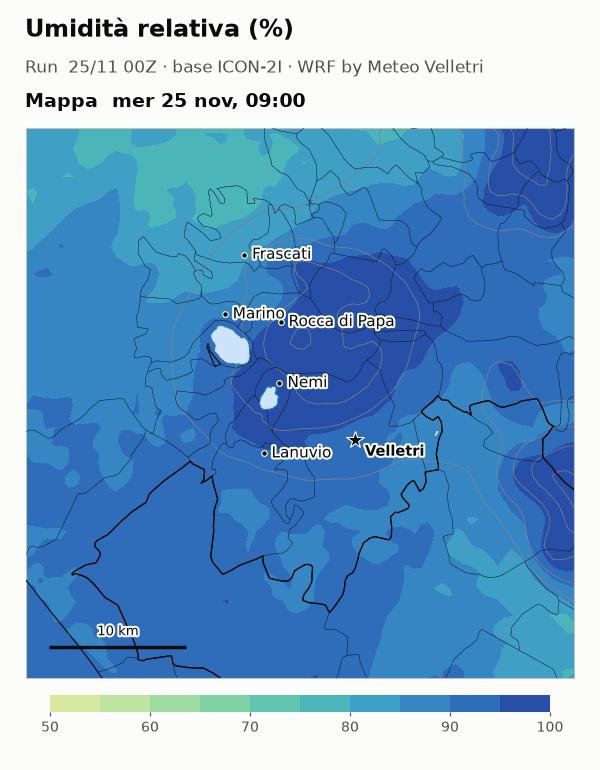 Umidità relativa (%)
Run  25/11 00Z · base ICON-2I · WRF by Meteo Velletri
Mappa  mer 25 nov, 09:00
Frascati
Marino
Rocca di Papa
Nemi
Velletri
Lanuvio
10 km
50 60 70 80 90 100